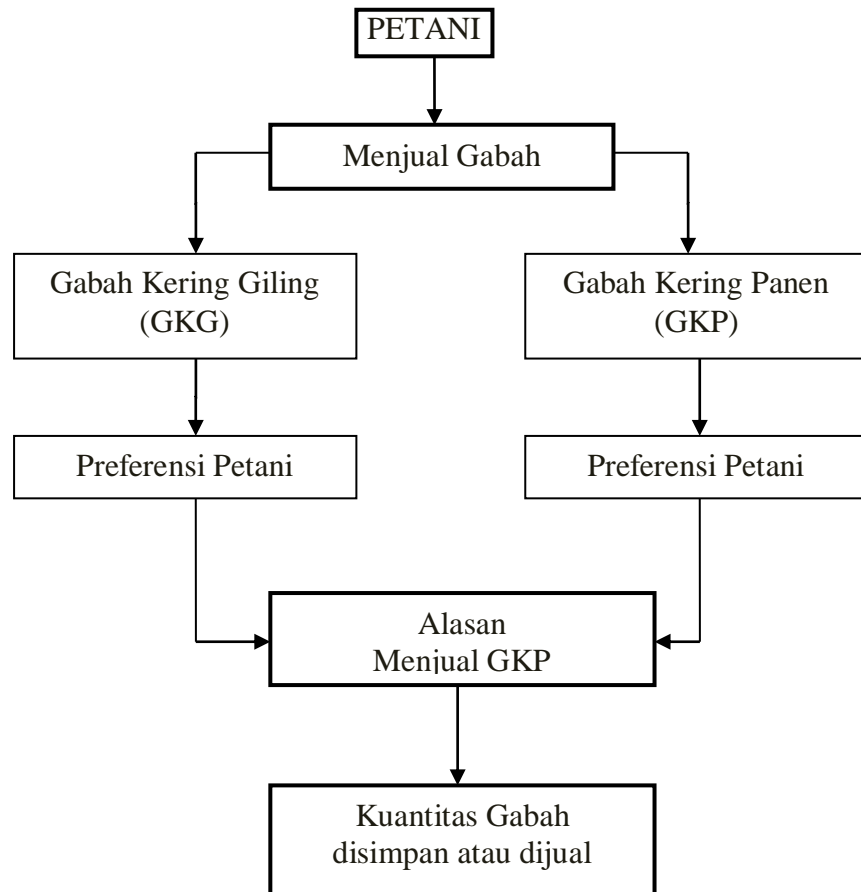 PETANI
Menjual Gabah
Gabah Kering Giling
(GKG)
Gabah Kering Panen
(GKP)
Preferensi Petani
Preferensi Petani
Alasan
Menjual GKP
Kuantitas Gabah
disimpan atau dijual